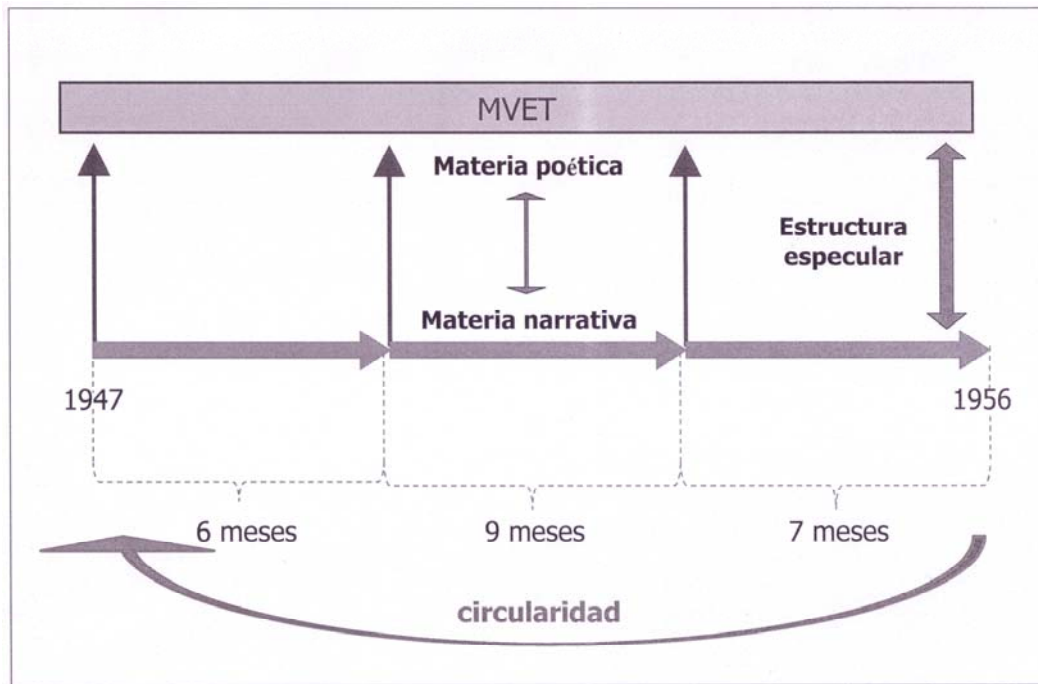 MVET
Materia poética
Estructura
especular
Materia narrativa
1947
1956
6 meses
9 meses
7 meses
circularidad